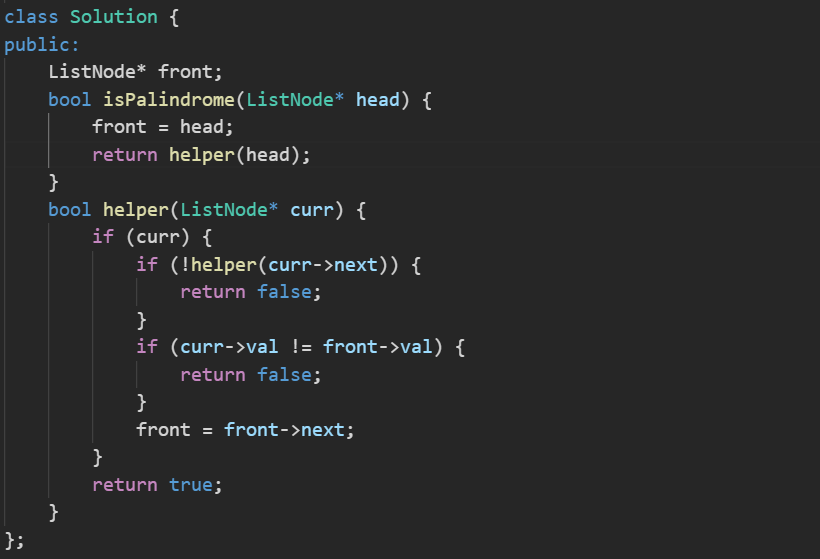 class Solution {
public:
    ListNode* front;
    bool isPalindrome(ListNode* head) {
        front = head;
        return helper(head);
    }
    bool helper(ListNode* curr) {
        if (curr) {
            if (!helper(curr->next)) {
                return false;
            }
            if (curr->val != front->val) {
                return false;
            }
            front = front->next;
        }
        return true;
    }
};